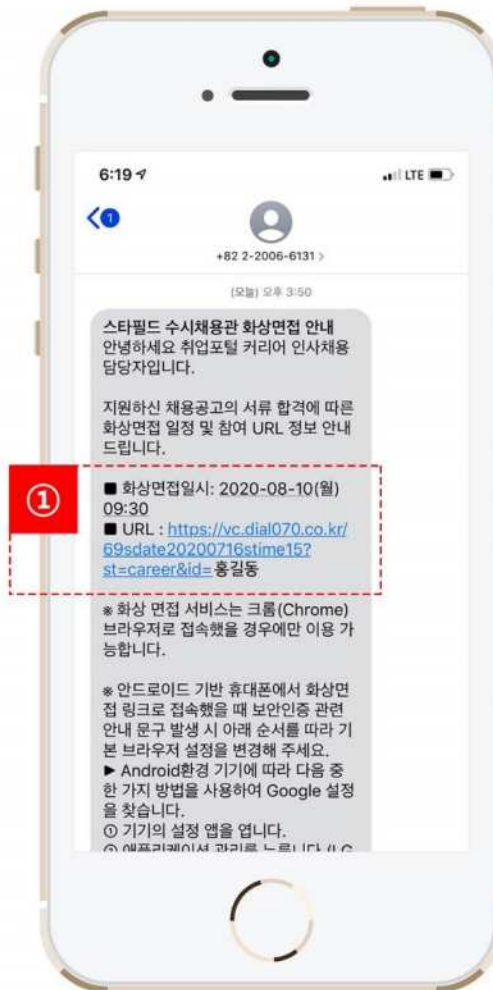 6:19
LTE
1
+82 2-2006-6131 >
(오늘) 오후 3:50
스타필드 수시채용관 화상면접 안내
안녕하세요 취업포털 커리어 인사채용
담당자입니다.
지원하신 채용공고의 서류 합격에 따른
화상면접 일정 및 참여 URL 정보 안내
드립니다.
①
■ 화상면접일시: 2020-08-10(월)
09:30
■ URL : https://vc.dial070.co.kr/
69sdate20200716stime15?
st=career&id=홍길동
※ 화상 면접 서비스는 크롬(Chrome)
브라우저로 접속했을 경우에만 이용 가
능합니다.
※ 안드로이드 기반 휴대폰에서 화상면
접 링크로 접속했을 때 보안인증 관련
안내 문구 발생 시 아래 순서를 따라 기
본 브라우저 설정을 변경해 주세요.
▶ Android환경 기기에 따라 다음 중
한 가지 방법을 사용하여 Google 설정
을 찾습니다.
① 기기의 설정 앱을 엽니다.